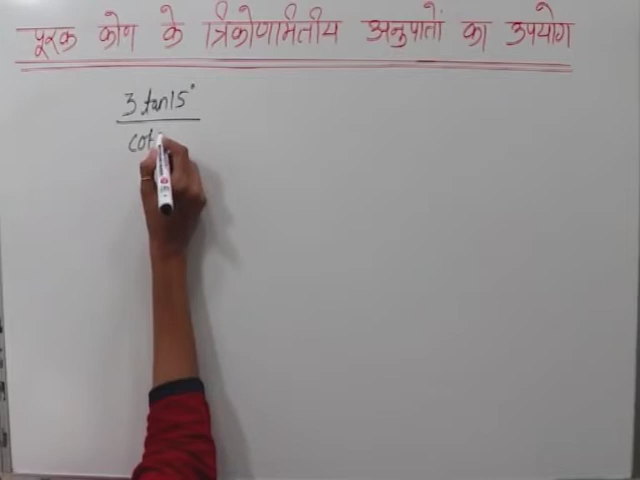 पूरक कोण के त्रिकोणमितीय अनुपातों का उपयोग
3 tan15°
cot